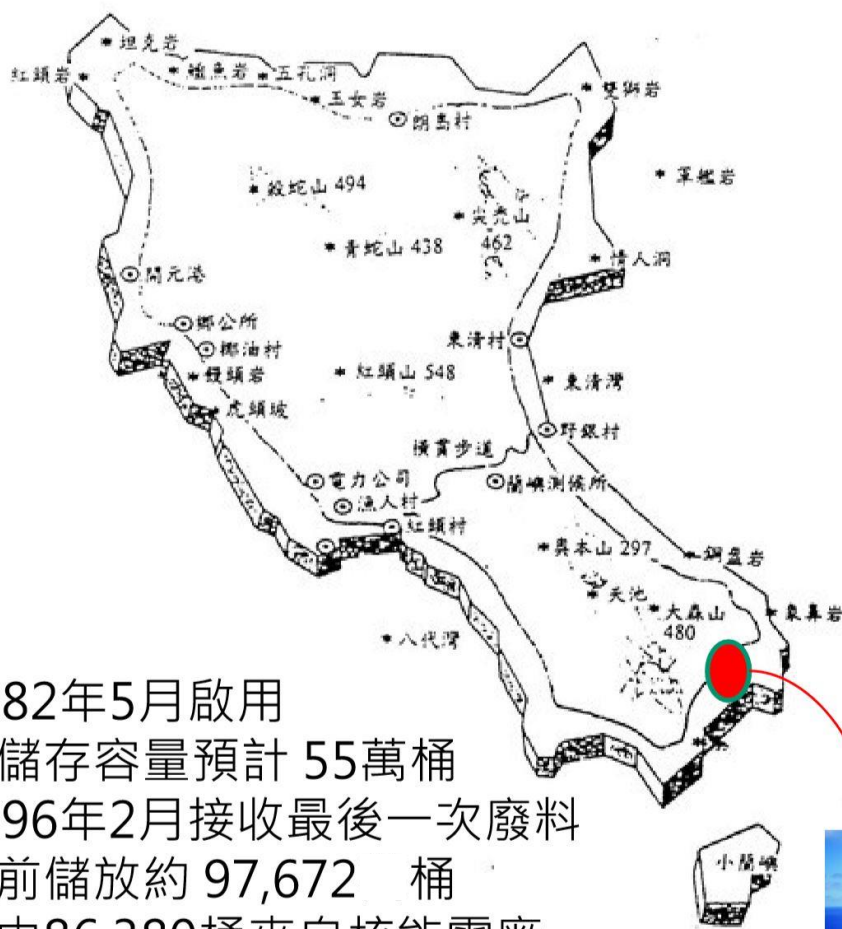 坦克岩
紅頭岩
鱷魚岩
五孔洞
玉女岩
朗島村
雙獅岩
軍艦岩
殺蛇山 494
尖禿山
462
青蛇山 438
情人洞
開元港
鄉公所
椰油村
饅頭岩
虎頭坡
東清村
紅頭山 548
東清灣
野銀村
橫貫步道
電力公司
蘭嶼測候所
漁人村
紅頭村
奧本山 297
鋼盔岩
天池
大森山
480
象鼻岩
八代灣
82年5月啟用
儲存容量預計 55萬桶
96年2月接收最後一次廢料
前儲放約 97,672 桶
小蘭嶼